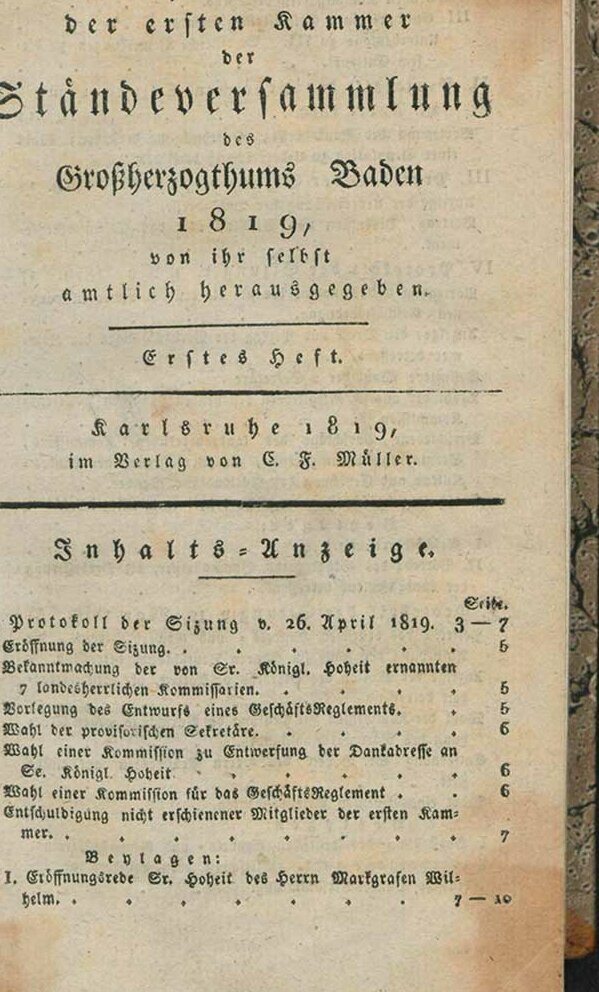 der ersten Kammer
der
Ständeversammlung
des
Großherzogthums Baden
1819,
von ihr selbst
amtlich herausgegeben.
Erstes Heft.
Karlsruhe 1819,
im Verlag von C. F. Müller.
Inhalts-Anzeige.
Seite.
Protokoll der Sizung v. 26. April 1819. 3—7
Eröffnung der Sizung. . . . . . 5
Bekanntmachung der von Sr. Königl. Hoheit ernannten
7 landesherrlichen Kommissarien. . . . . 5
Vorlegung des Entwurfs eines GeschäftsReglements. . . 5
Wahl der provisorischen Sekretäre. . . . . 6
Wahl einer Kommission zu Entwerfung der Dankadresse an
Se. Königl. Hoheit . . . . . 6
Wahl einer Kommission für das GeschäftsReglement . . 6
Entschuldigung nicht erschienener Mitglieder der ersten Kam-
mer. . . . . . . . 7
Beylagen:
I. Eröffnungsrede Sr. Hoheit des Herrn Markgrafen Wil-
helm. . . . . . . 7—10